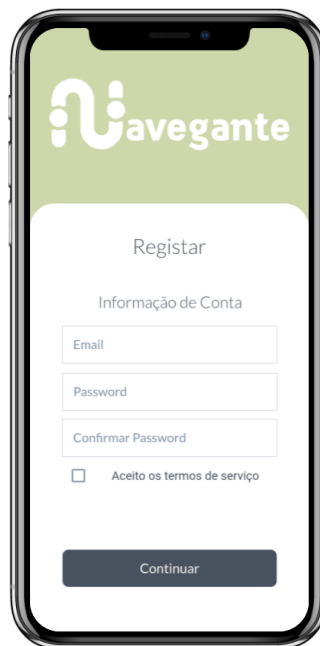 Navegante
Registar
Informação de Conta
Email
Password
Confirmar Password
Aceito os termos de serviço
Continuar